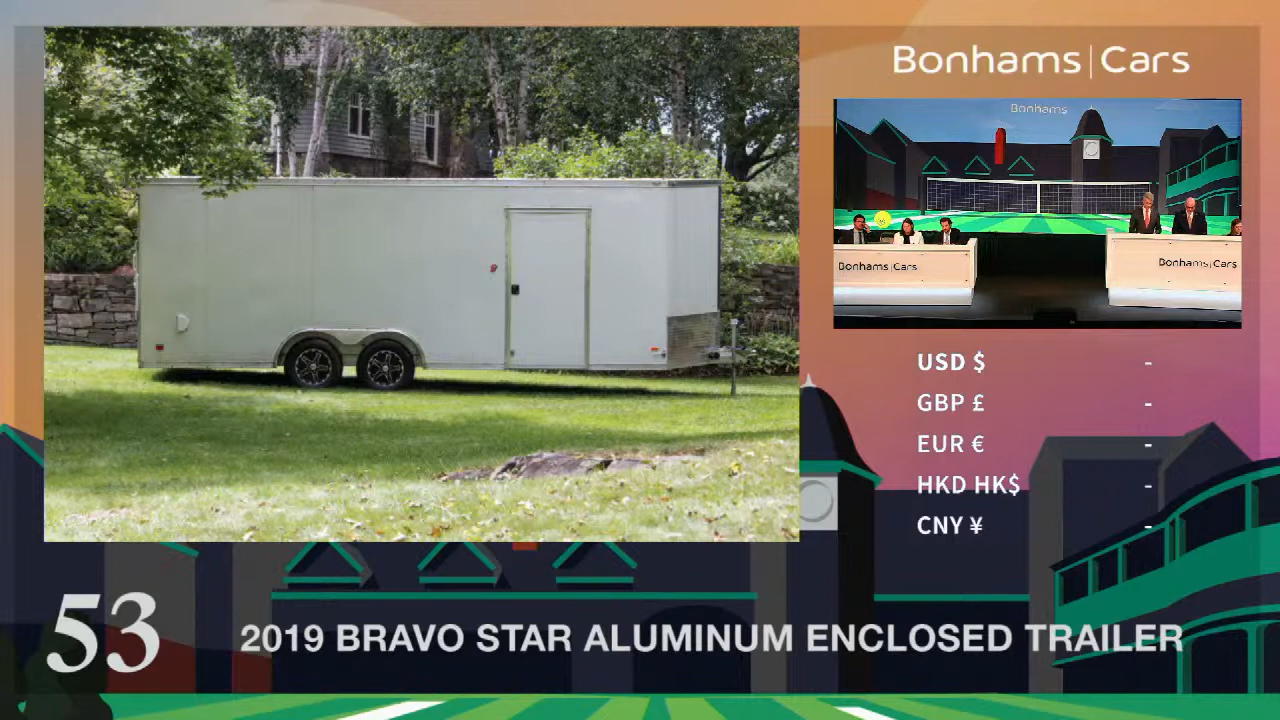 Bonhams|Cars
Bonhams
Bonhams|Cars
Bonhams|Cars
USD $ -
GBP £ -
EUR € -
HKD HK$ -
CNY ¥ -
53
2019 BRAVO STAR ALUMINUM ENCLOSED TRAILER